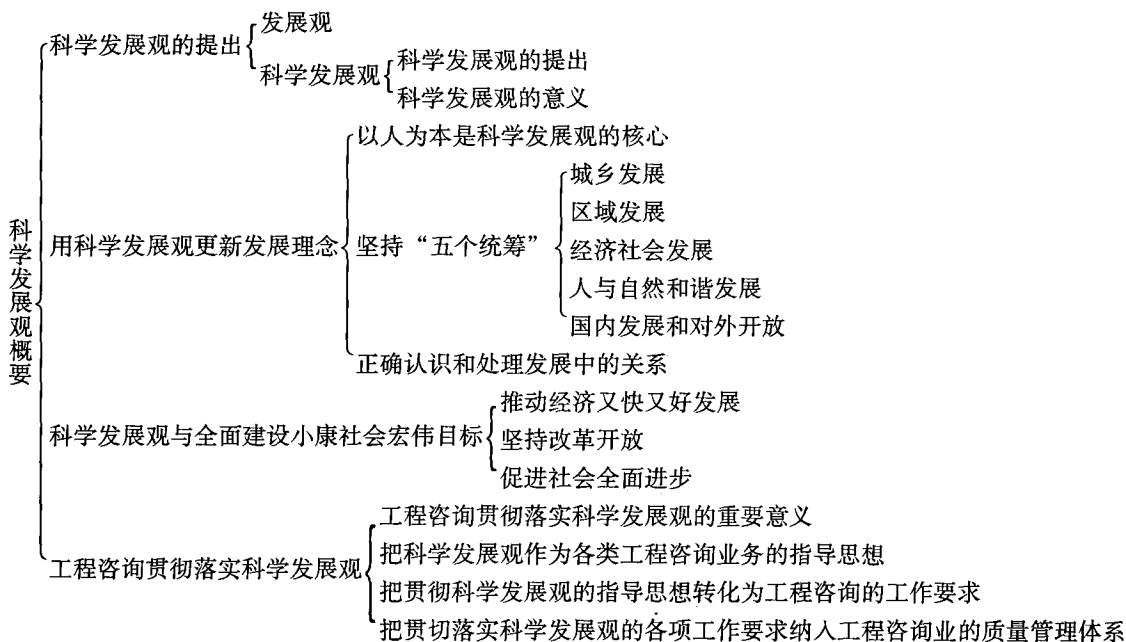 科学发展观概要
科学发展观的提出
发展观
科学发展观
科学发展观的提出
科学发展观的意义
用科学发展观更新发展理念
以人为本是科学发展观的核心
坚持“五个统筹”
城乡发展
区域发展
经济社会发展
人与自然和谐发展
国内发展和对外开放
正确认识和处理发展中的关系
科学发展观与全面建设小康社会宏伟目标
推动经济又快又好发展
坚持改革开放
促进社会全面进步
工程咨询贯彻落实科学发展观
工程咨询贯彻落实科学发展观的重要意义
把科学发展观作为各类工程咨询业务的指导思想
把贯彻科学发展观的指导思想转化为工程咨询的工作要求
把贯切落实科学发展观的各项工作要求纳入工程咨询业的质量管理体系